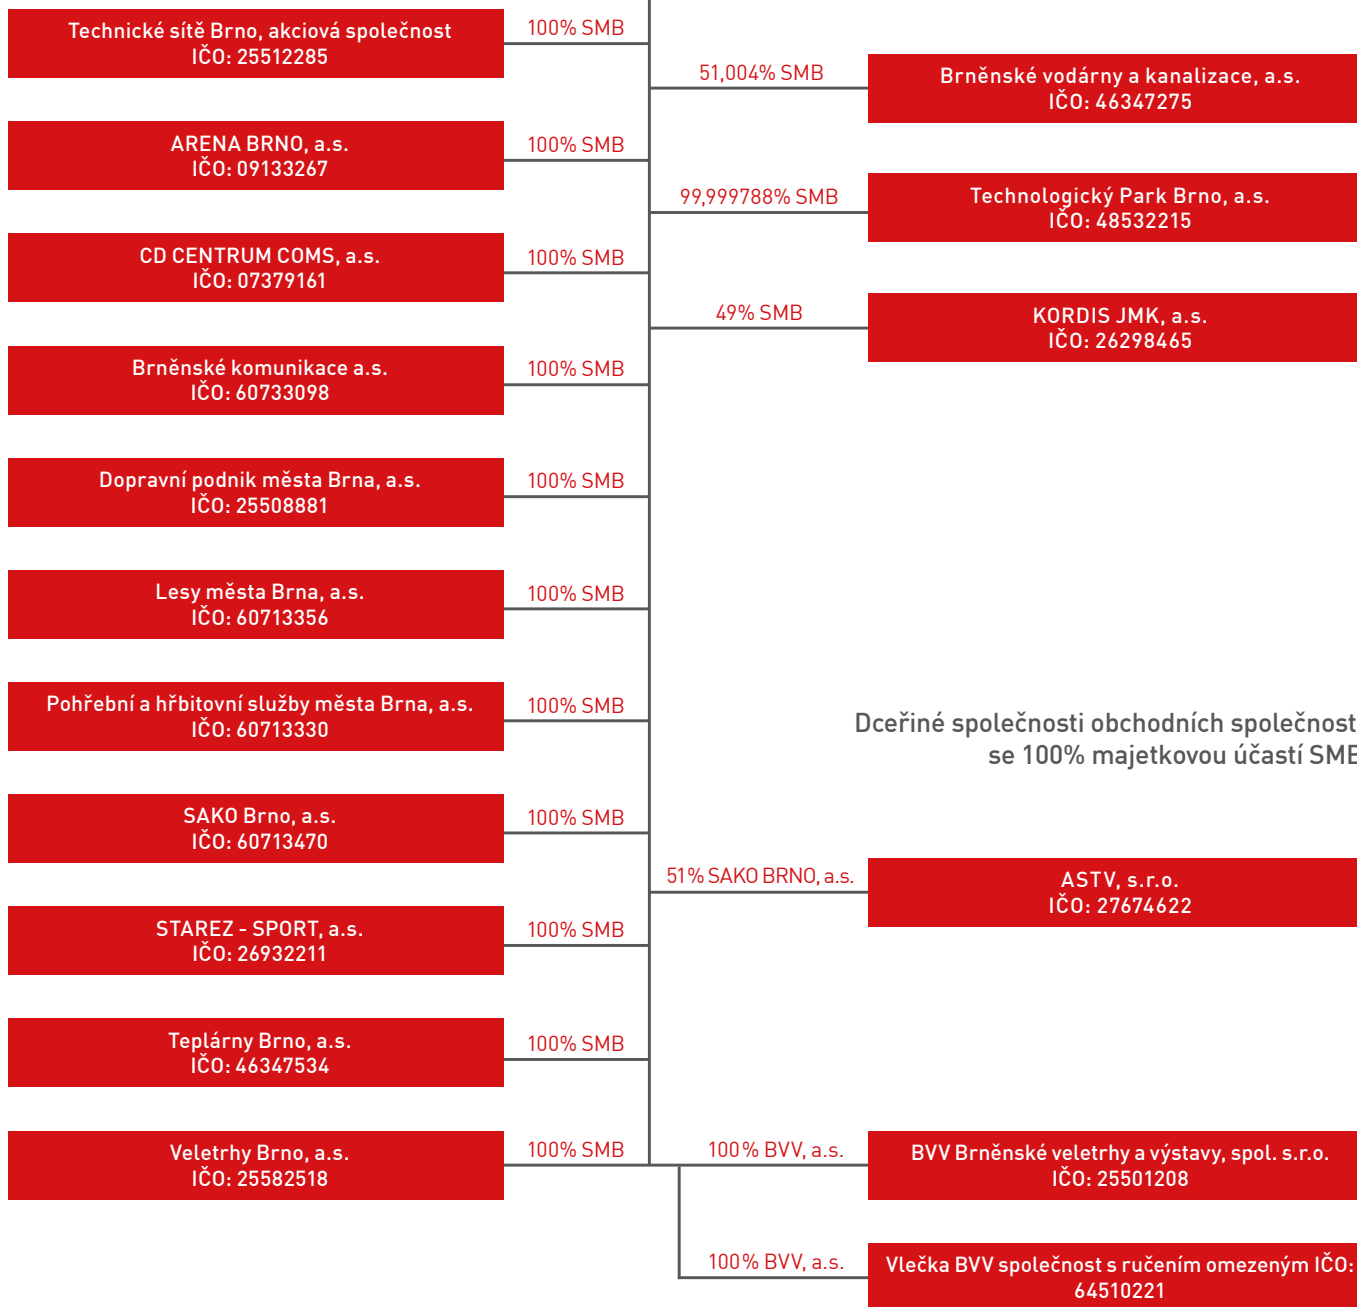 Technické sítě Brno, akciová společnost
IČO: 25512285
100% SMB
51,004% SMB
Brněnské vodárny a kanalizace, a.s.
IČO: 46347275
ARENA BRNO, a.s.
IČO: 09133267
100% SMB
99,999788% SMB
Technologický Park Brno, a.s.
IČO: 48532215
CD CENTRUM COMS, a.s.
IČO: 07379161
100% SMB
49% SMB
KORDIS JMK, a.s.
IČO: 26298465
Brněnské komunikace a.s.
IČO: 60733098
100% SMB
Dopravní podnik města Brna, a.s.
IČO: 25508881
100% SMB
Lesy města Brna, a.s.
IČO: 60713356
100% SMB
Pohřební a hřbitovní služby města Brna, a.s.
IČO: 60713330
100% SMB
Dceřiné společnosti obchodních společnost
se 100% majetkovou účastí SMB
SAKO Brno, a.s.
IČO: 60713470
100% SMB
51% SAKO BRNO, a.s.
ASTV, s.r.o.
IČO: 27674622
STAREZ - SPORT, a.s.
IČO: 26932211
100% SMB
Teplárny Brno, a.s.
IČO: 46347534
100% SMB
Veletrhy Brno, a.s.
IČO: 25582518
100% SMB
100% BVV, a.s.
BVV Brněnské veletrhy a výstavy, spol. s.r.o.
IČO: 25501208
100% BVV, a.s.
Vlečka BVV společnost s ručením omezeným IČO:
64510221